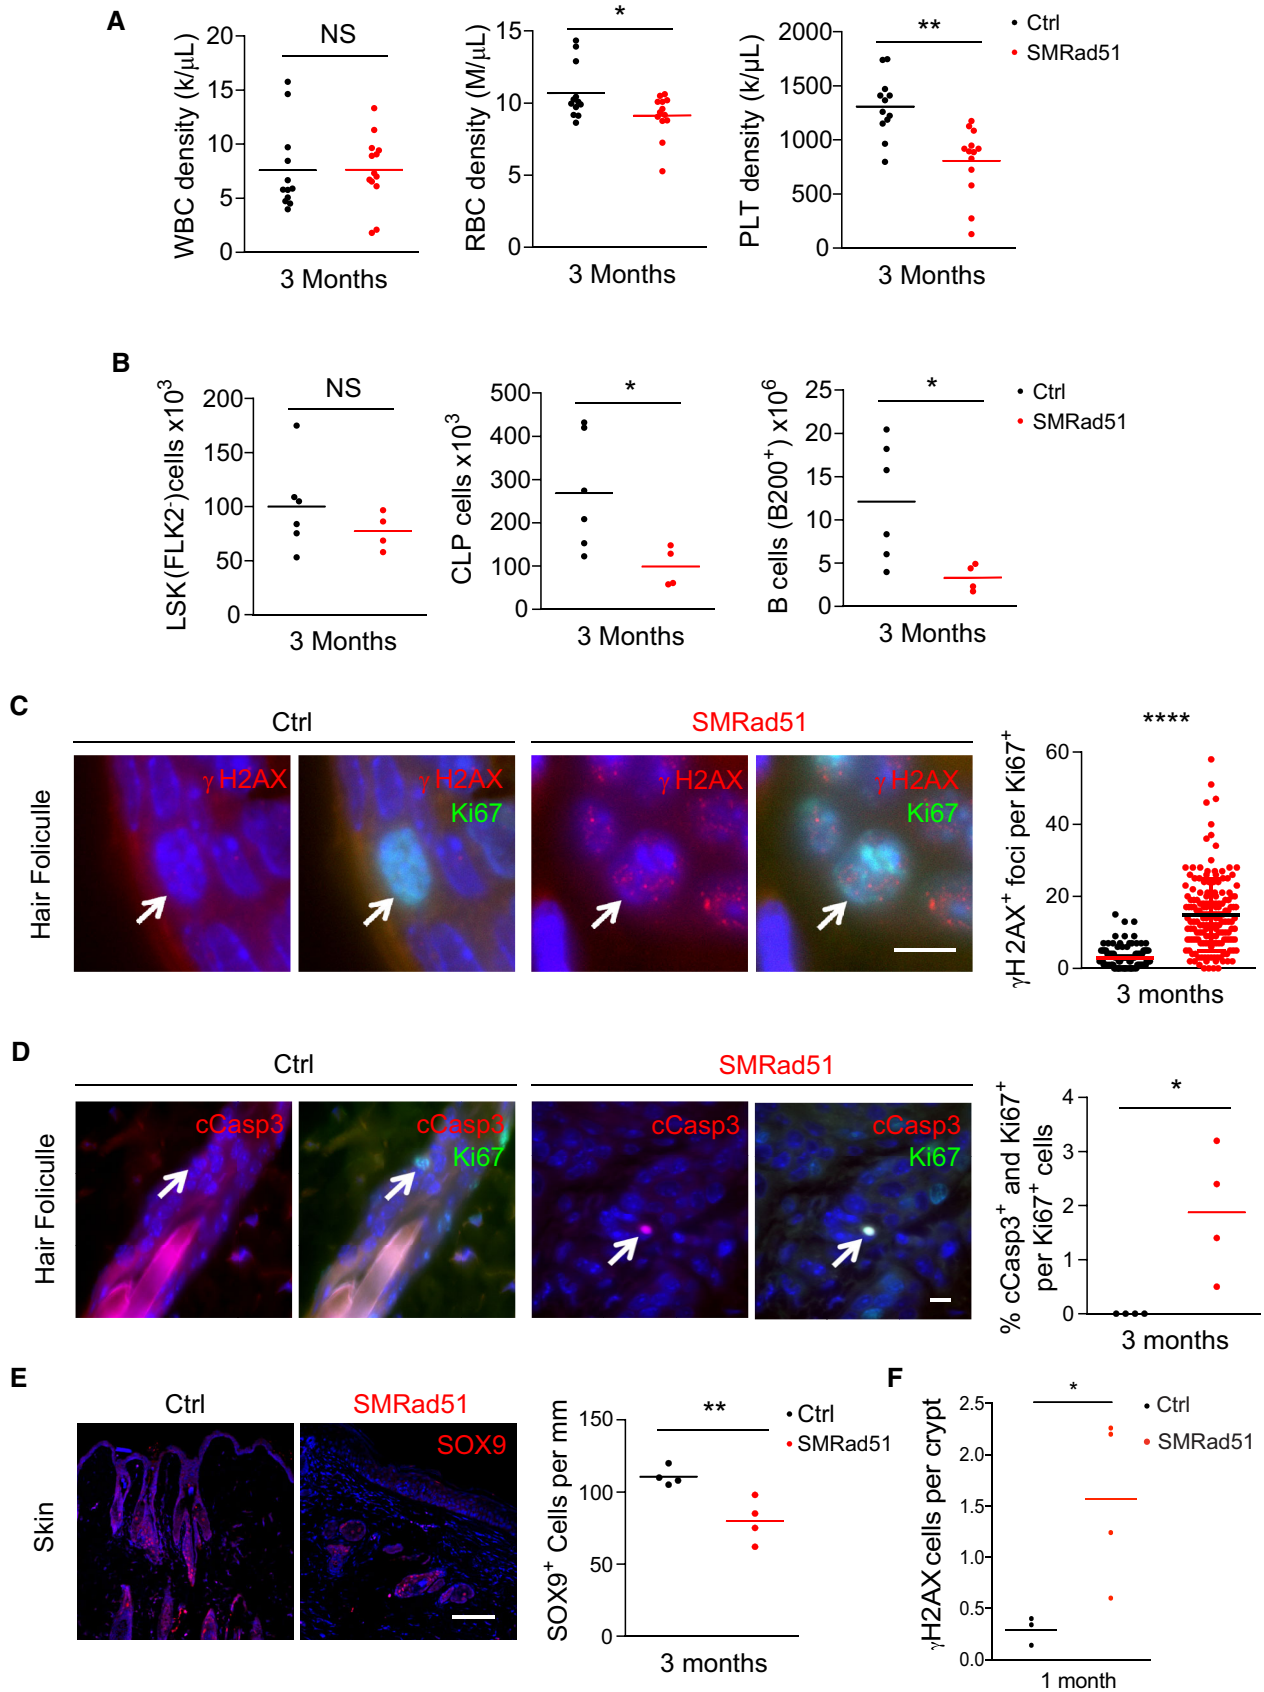 A
WBC density (k/μL)
20
15
10
5
0
NS
3 Months
RBC density (M/μL)
15
10
5
0
*
3 Months
PLT density (k/μL)
2000
1500
1000
500
0
**
3 Months
Ctrl
SMRad51
B
LSK(FLK2-)cells x10³
200
150
100
50
0
NS
3 Months
CLP cells x10³
500
400
300
200
100
0
*
3 Months
B cells (B200⁺) x10⁶
25
20
15
10
5
0
*
3 Months
Ctrl
SMRad51
C
Ctrl
SMRad51
Hair Folicule
γH2AX
γH2AX
Ki67
γH2AX
γH2AX
Ki67
γH2AX⁺ foci per Ki67⁺
60
40
20
0
****
3 months
D
Ctrl
SMRad51
Hair Foliculle
cCasp3
cCasp3
Ki67
cCasp3
cCasp3
Ki67
% cCasp3⁺ and Ki67⁺
per Ki67⁺ cells
4
3
2
1
0
*
3 months
E
Ctrl
SMRad51
Skin
SOX9
SOX9⁺ Cells per mm
150
100
50
0
**
3 months
Ctrl
SMRad51
F
γH2AX cells per crypt
2.5
2.0
1.5
1.0
0.5
0.0
*
1 month
Ctrl
SMRad51